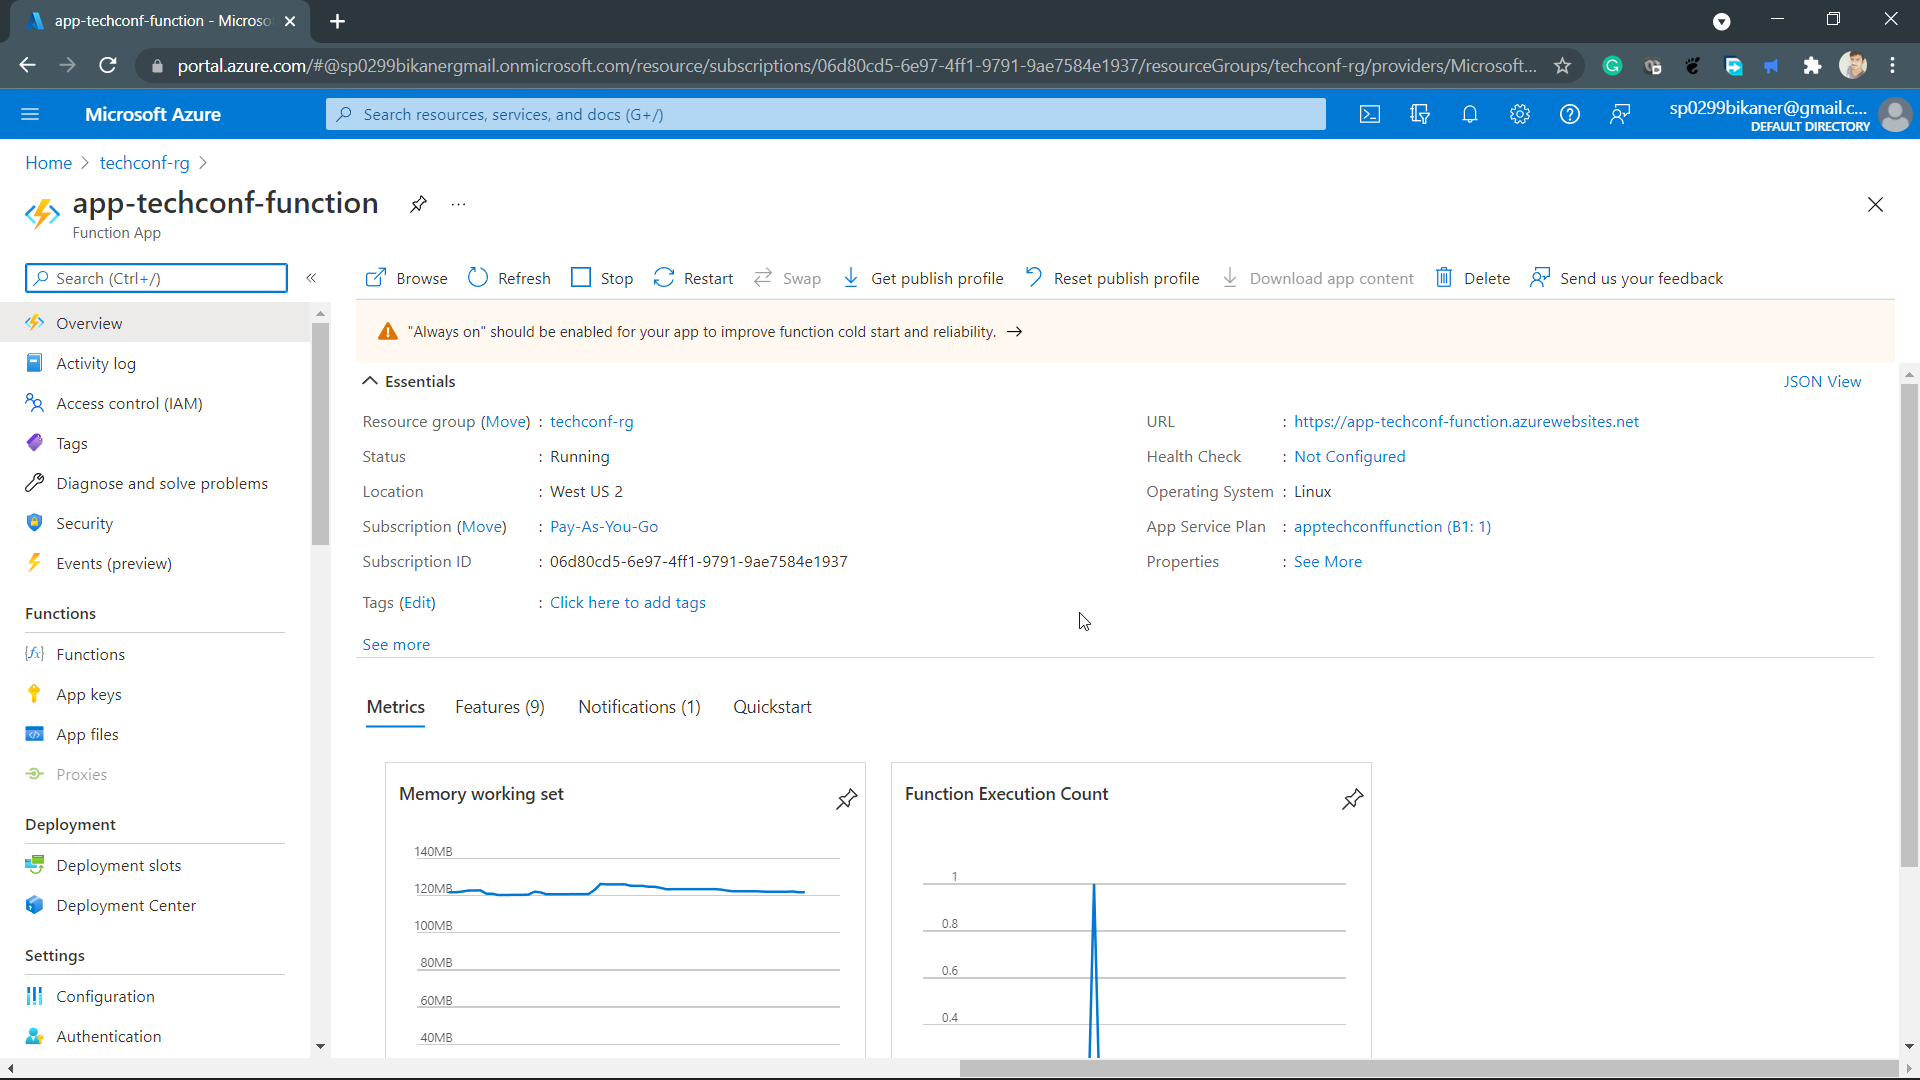 app-techconf-function - Microso
portal.azure.com/#@sp0299bikanergmail.onmicrosoft.com/resource/subscriptions/06d80cd5-6e97-4ff1-9791-9ae7584e1937/resourceGroups/techconf-rg/providers/Microsoft...
Microsoft Azure
Search resources, services, and docs (G+/)
sp0299bikaner@gmail.c...
DEFAULT DIRECTORY
Home > techconf-rg >
app-techconf-function
...
Function App
Search (Ctrl+/)
«
Browse Refresh Stop Restart Swap Get publish profile Reset publish profile Download app content Delete Send us your feedback
"Always on" should be enabled for your app to improve function cold start and reliability. →
Overview
Activity log
Access control (IAM)
Tags
Diagnose and solve problems
Security
Events (preview)
Functions
Functions
App keys
App files
Proxies
Deployment
Deployment slots
Deployment Center
Settings
Configuration
Authentication
Essentials
JSON View
Resource group (Move) : techconf-rg
Status : Running
Location : West US 2
Subscription (Move) : Pay-As-You-Go
Subscription ID : 06d80cd5-6e97-4ff1-9791-9ae7584e1937
Tags (Edit) : Click here to add tags
See more
URL : https://app-techconf-function.azurewebsites.net
Health Check : Not Configured
Operating System : Linux
App Service Plan : apptechconffunction (B1: 1)
Properties : See More
Metrics Features (9) Notifications (1) Quickstart
Memory working set
140MB
120MB
100MB
80MB
60MB
40MB
Function Execution Count
1
0.8
0.6
0.4